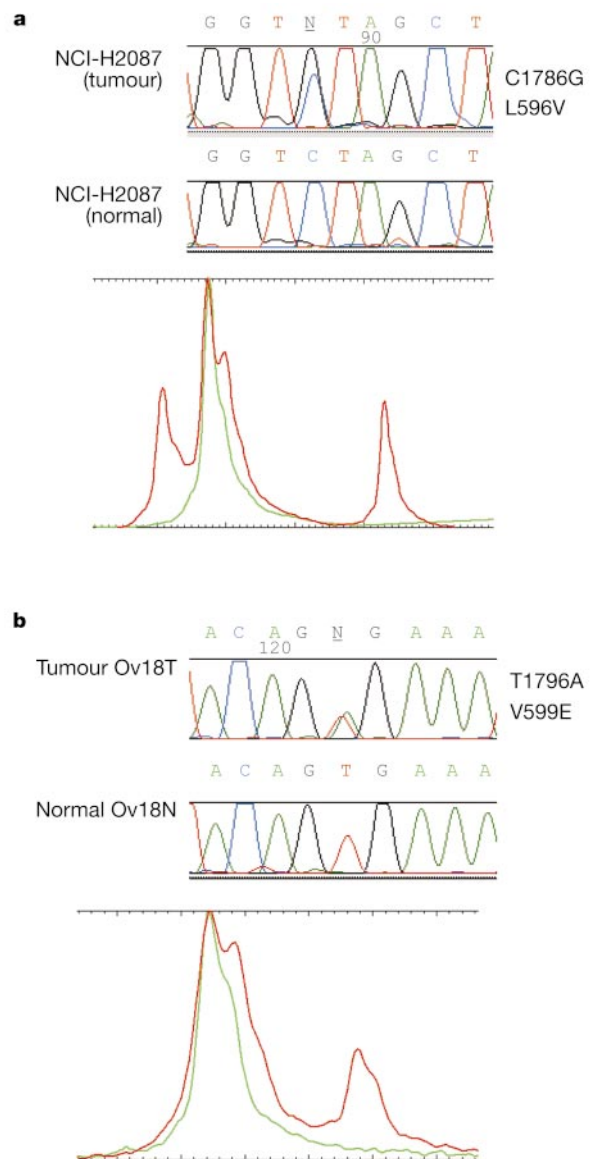 a
G G T N T A G C T
90
NCI-H2087
(tumour)
C1786G
L596V
G G T C T A G C T
NCI-H2087
(normal)
b
A C A G N G A A A
120
Tumour Ov18T
T1796A
V599E
A C A G T G A A A
Normal Ov18N